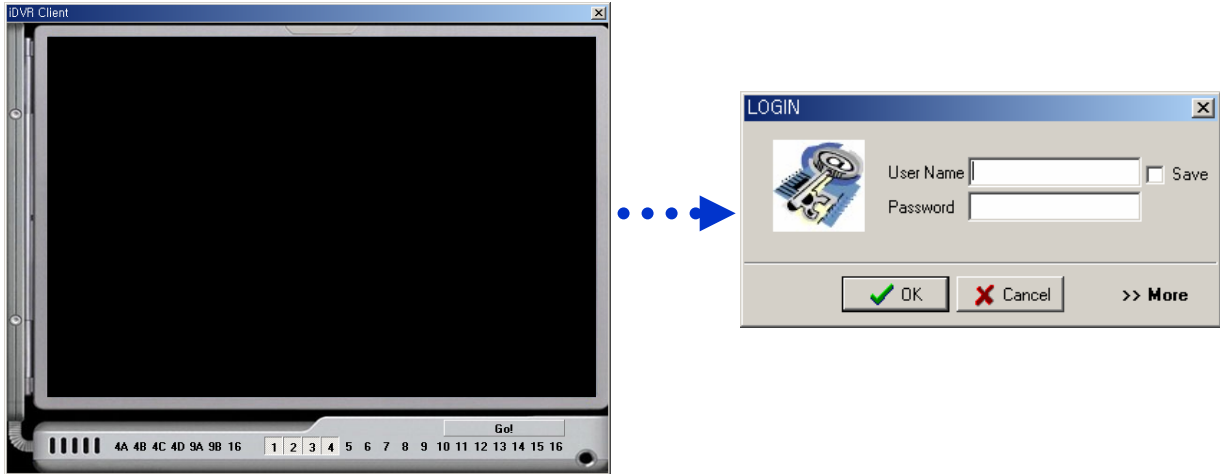 iDVR Client
Go!
4A 4B 4C 4D 9A 9B 16 1 2 3 4 5 6 7 8 9 10 11 12 13 14 15 16
LOGIN
User Name Save
Password
OK Cancel >> More